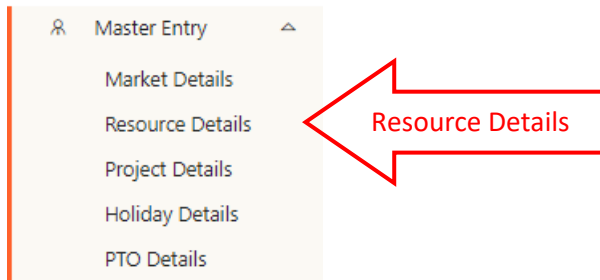 Master Entry
Market Details
Resource Details
Resource Details
Project Details
Holiday Details
PTO Details